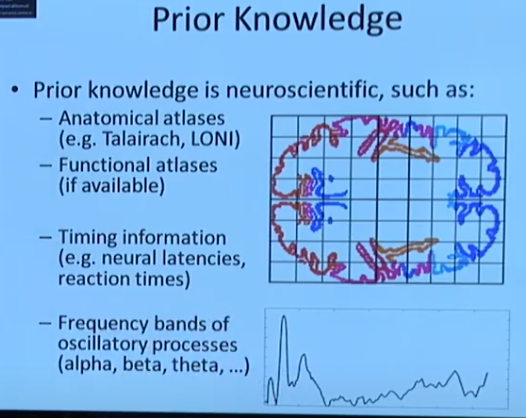 Prior Knowledge
• Prior knowledge is neuroscientific, such as:
– Anatomical atlases
(e.g. Talairach, LONI)
– Functional atlases
(if available)
– Timing information
(e.g. neural latencies,
reaction times)
– Frequency bands of
oscillatory processes
(alpha, beta, theta, ...)